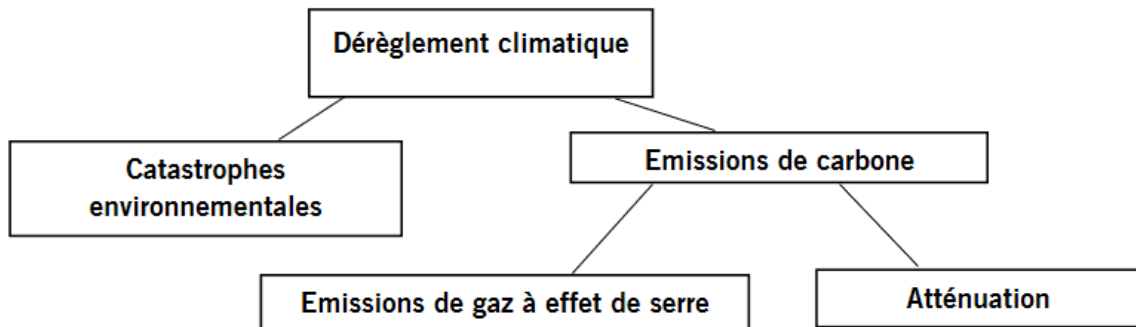 Dérèglement climatique
Catastrophes
environnementales
Emissions de carbone
Emissions de gaz à effet de serre
Atténuation